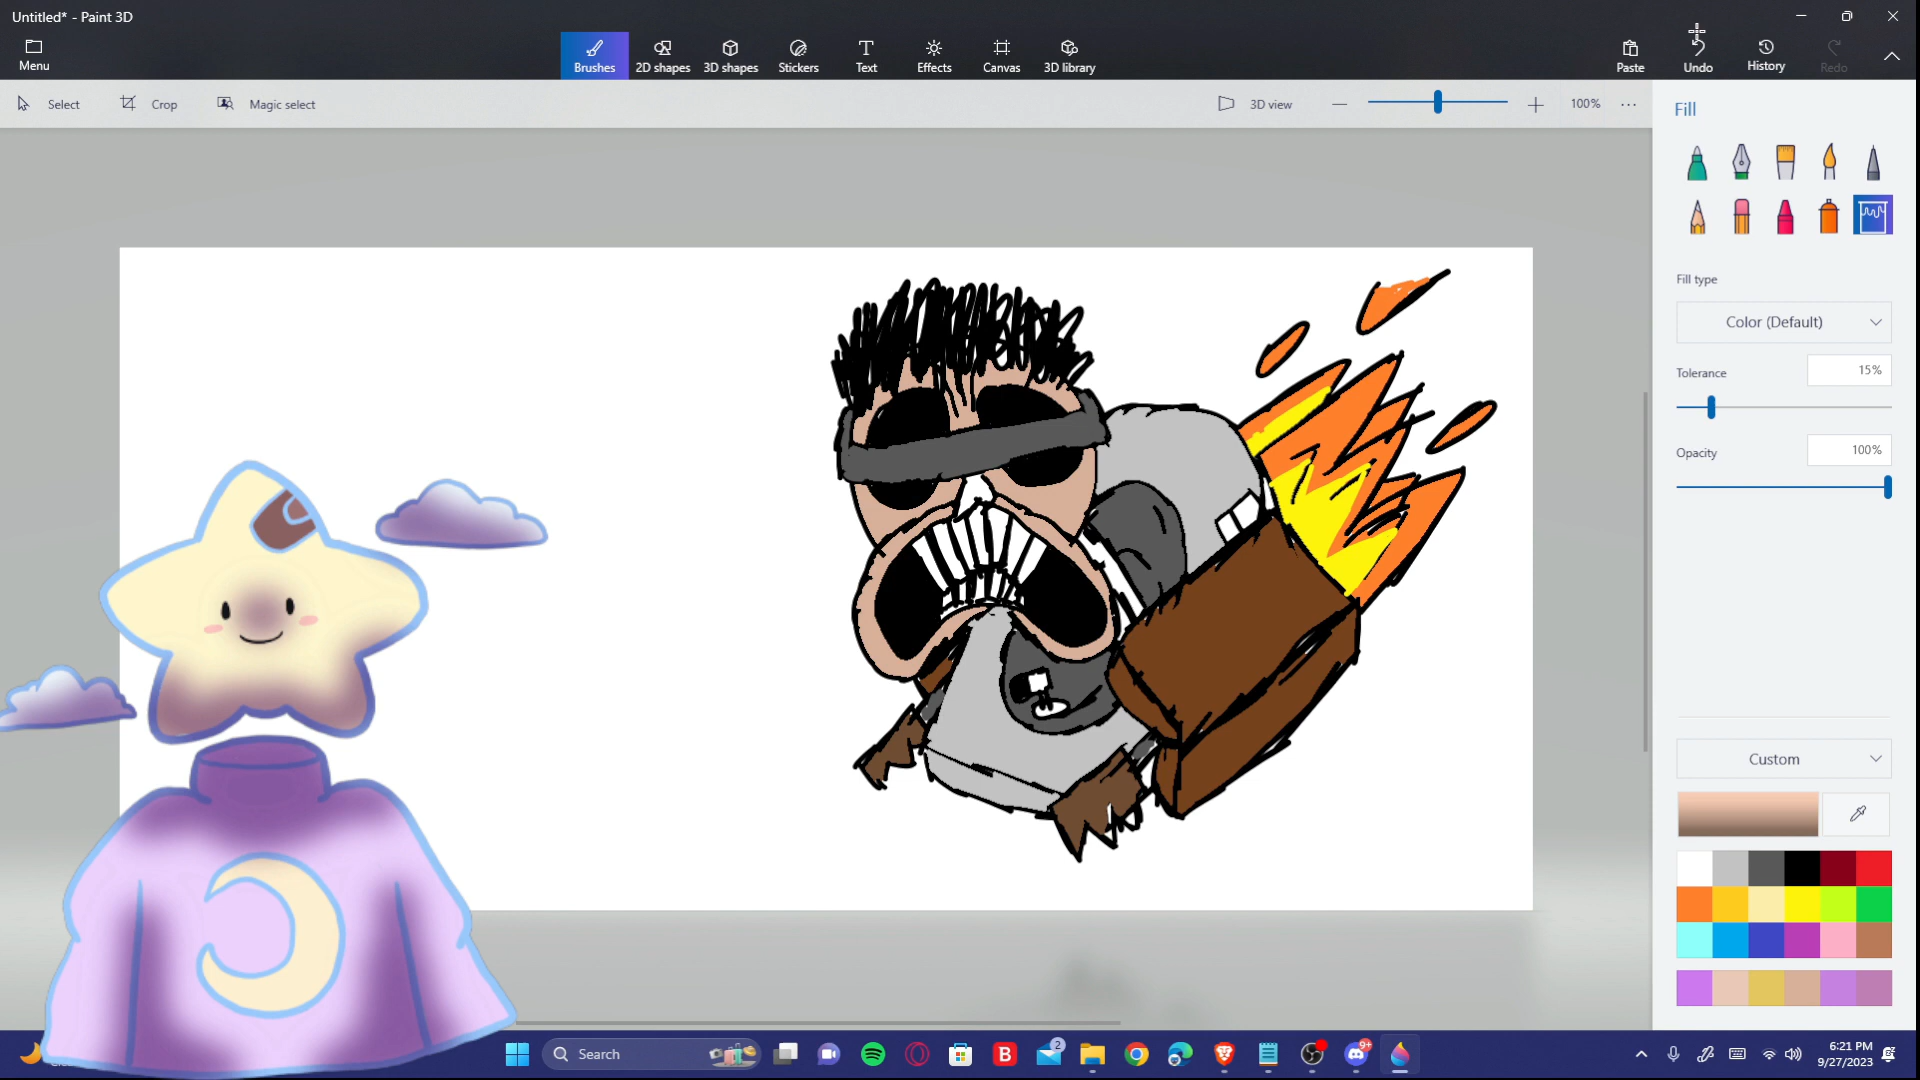 Untitled* - Paint 3D
Menu
Brushes
2D shapes
3D shapes
Stickers
Text
Effects
Canvas
3D library
Paste
Undo
History
Redo
Select
Crop
Magic select
3D view
100%
Fill
Fill type
Color (Default)
Tolerance
15%
Opacity
100%
Custom
Search
B
2
9+
6:21 PM
9/27/2023